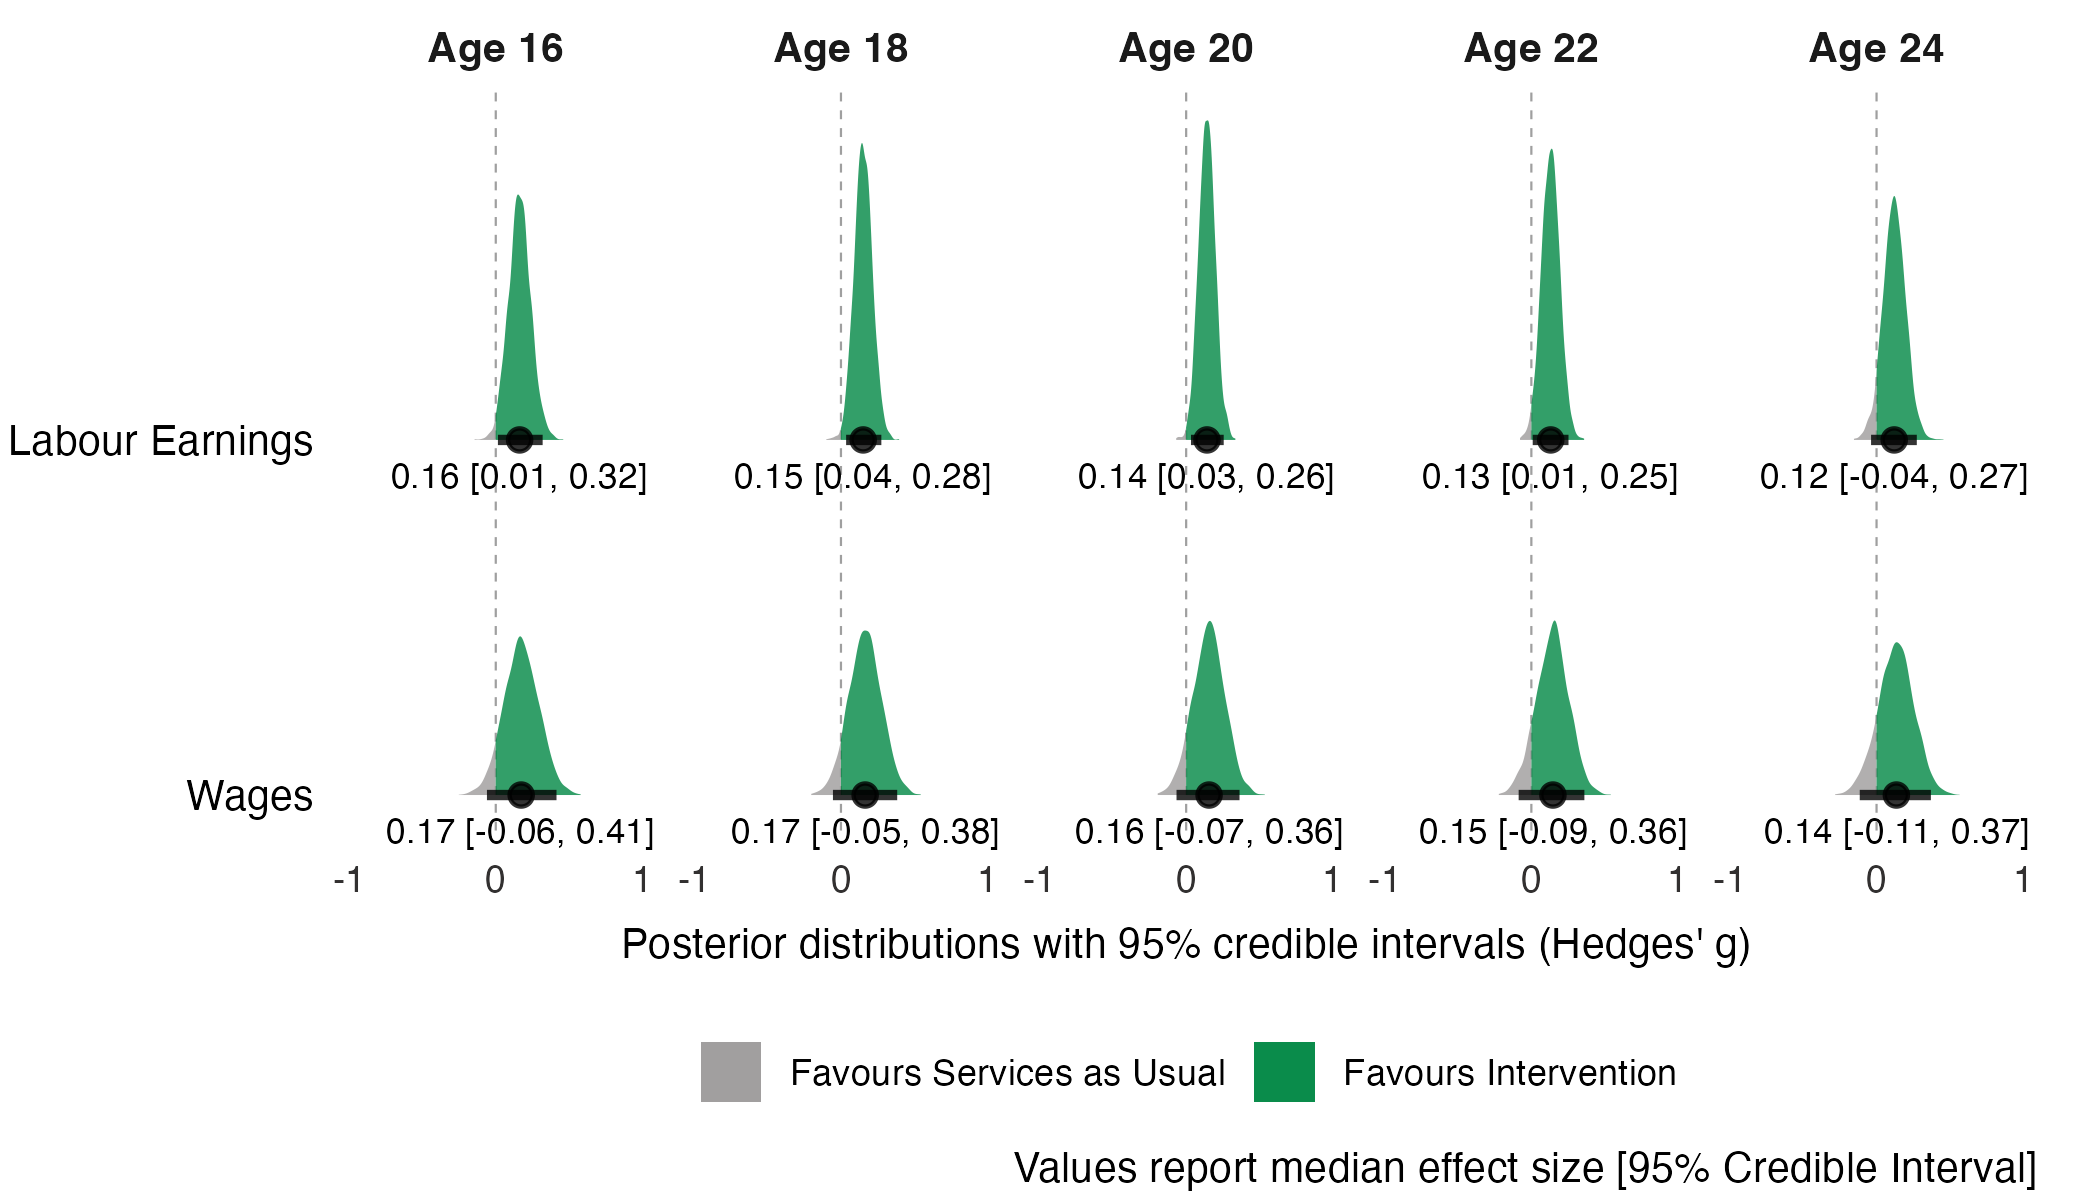 Age 16 Age 18 Age 20 Age 22 Age 24
Labour Earnings
0.16 [0.01, 0.32] 0.15 [0.04, 0.28] 0.14 [0.03, 0.26] 0.13 [0.01, 0.25] 0.12 [-0.04, 0.27]
Wages
0.17 [-0.06, 0.41] 0.17 [-0.05, 0.38] 0.16 [-0.07, 0.36] 0.15 [-0.09, 0.36] 0.14 [-0.11, 0.37]
-1 0 1 -1 0 1 -1 0 1 -1 0 1 -1 0 1
Posterior distributions with 95% credible intervals (Hedges' g)
Favours Services as Usual Favours Intervention
Values report median effect size [95% Credible Interval]